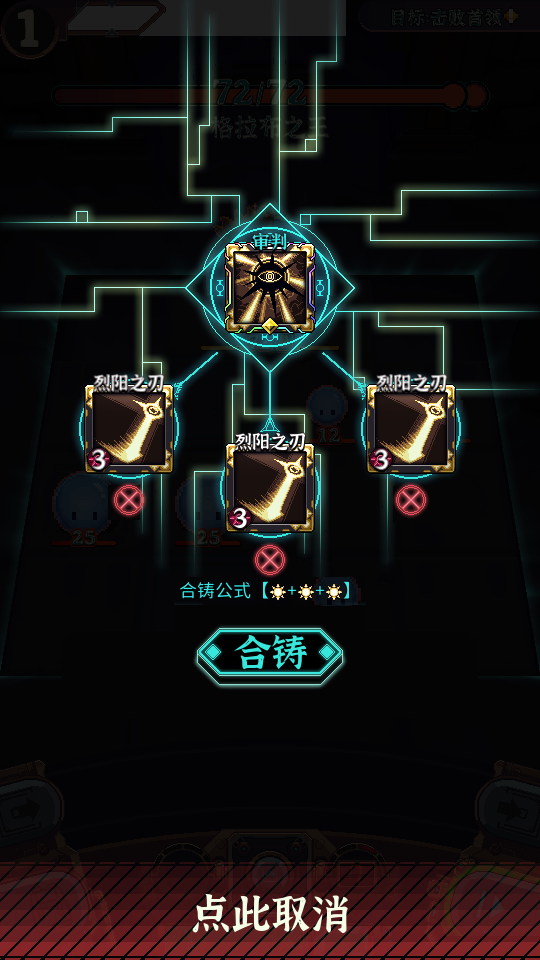 1
目标:击败首领
72/72
格拉布之王
审判
烈阳之刃
烈阳之刃
烈阳之刃
3
3
3
12
25
25
合铸公式【++】
合铸
点此取消